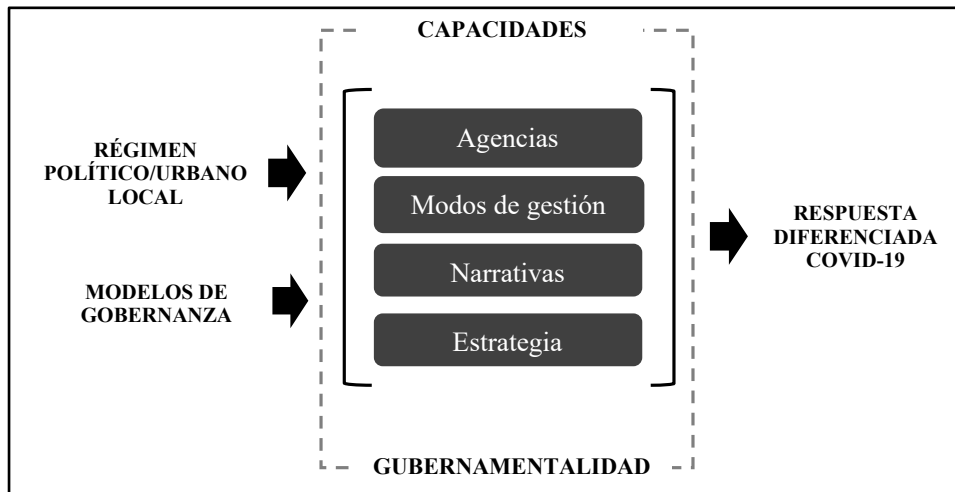 CAPACIDADES
RÉGIMEN
POLÍTICO/URBANO
LOCAL
MODELOS DE
GOBERNANZA
Agencias
Modos de gestión
Narrativas
Estrategia
RESPUESTA
DIFERENCIADA
COVID-19
GUBERNAMENTALIDAD